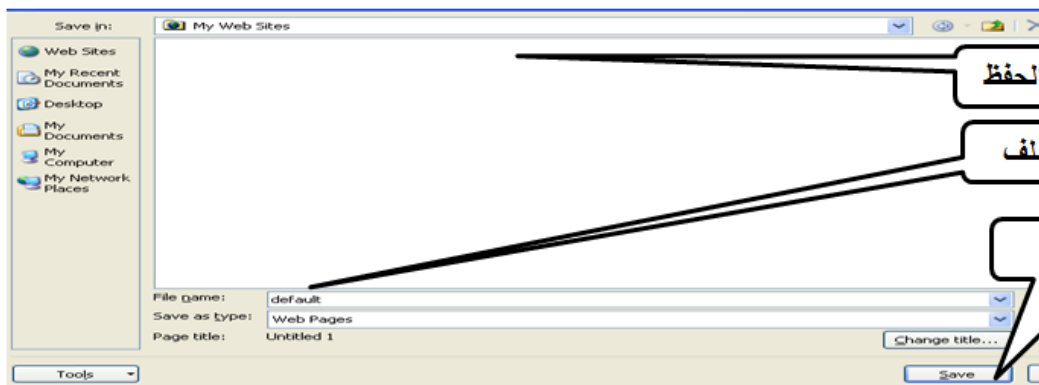 Save in: My Web Sites
Web Sites
My Recent
Documents
Desktop
My
Documents
My
Computer
My Network
Places
الحفظ
File name: default
Save as type: Web Pages
Page title: Untitled 1
Change title...
Tools
Save